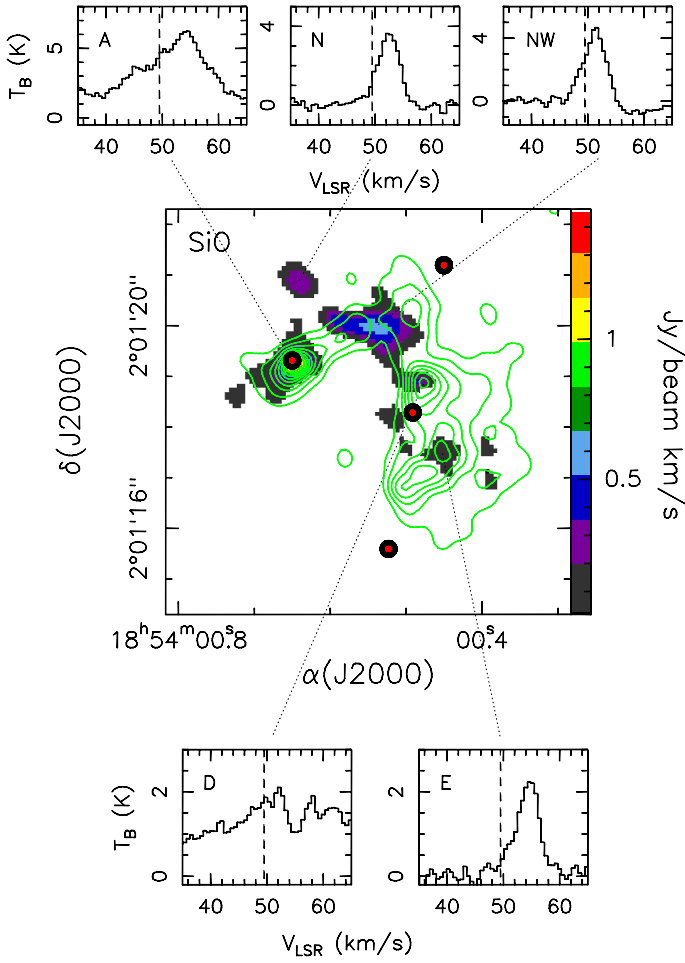 A
N
NW
5
0
T_B (K)
4
0
4
0
40 50 60
40 50 60
40 50 60
V_LSR (km/s)
SiO
2°01'20''
2°01'16''
δ(J2000)
1
0.5
Jy/beam km/s
18^h54^m00^s.8
00^s.4
α(J2000)
D
E
2
0
T_B (K)
2
0
40 50 60
40 50 60
V_LSR (km/s)